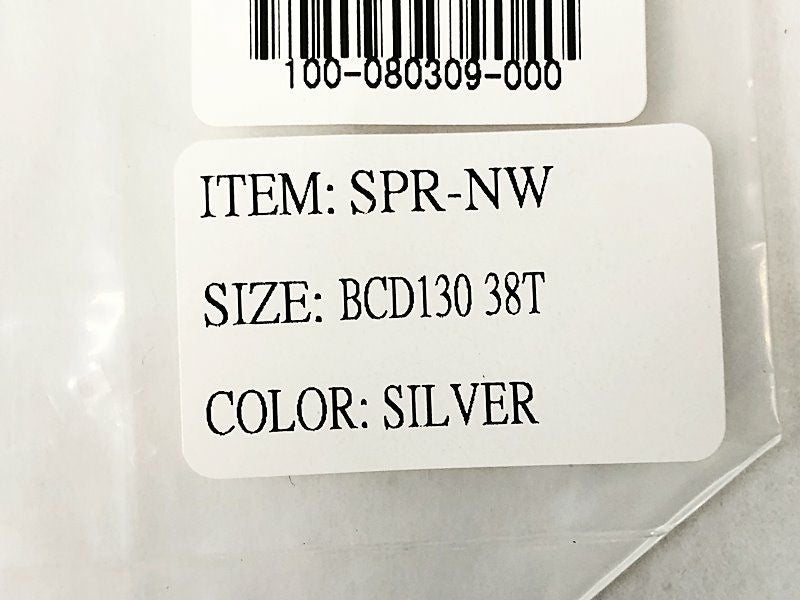 100-080309-000
ITEM: SPR-NW
SIZE: BCD130 38T
COLOR: SILVER